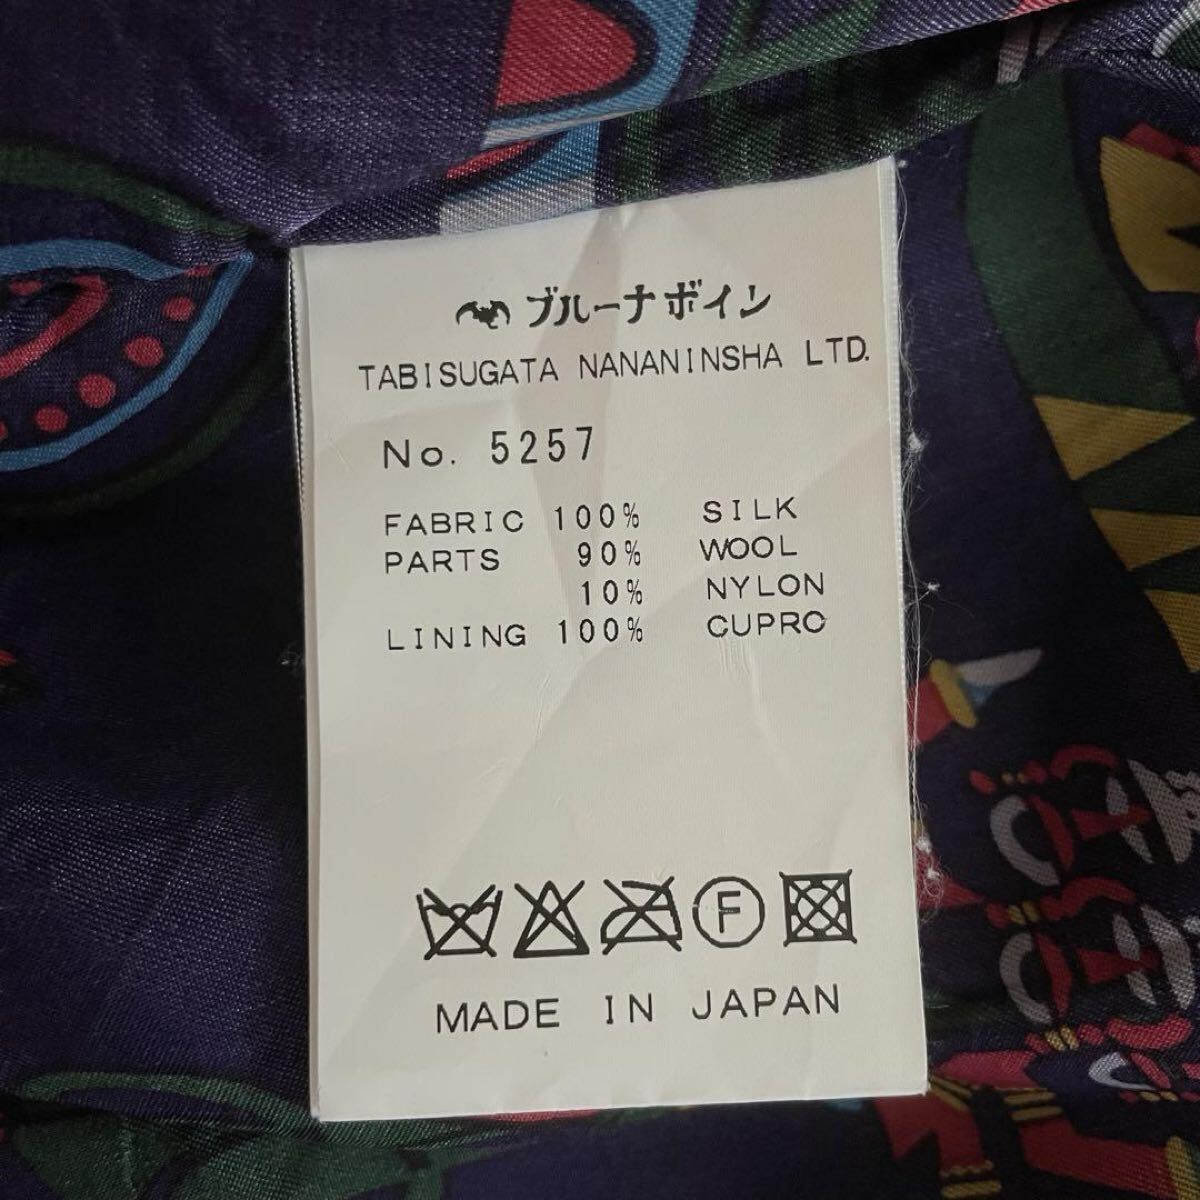 ブルーナボイン
TABISUGATA NANANINSHA LTD.
No. 5257
FABRIC 100% SILK
PARTS 90% WOOL
10% NYLON
LINING 100% CUPRO
F
MADE IN JAPAN